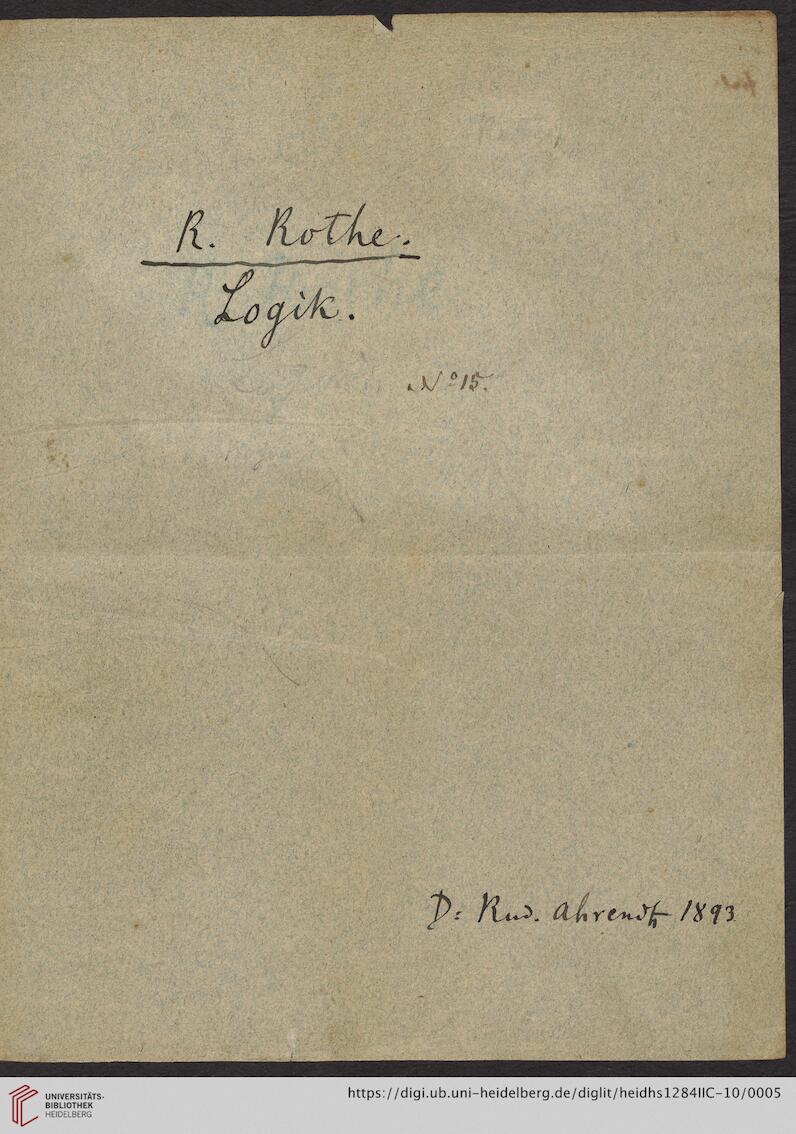 R. Rothe.
Logik.
No 15.
D: Rud. Ahrendts 1893
UNIVERSITÄTS-
BIBLIOTHEK
HEIDELBERG
https://digi.ub.uni-heidelberg.de/diglit/heidhs1284IIC-10/0005